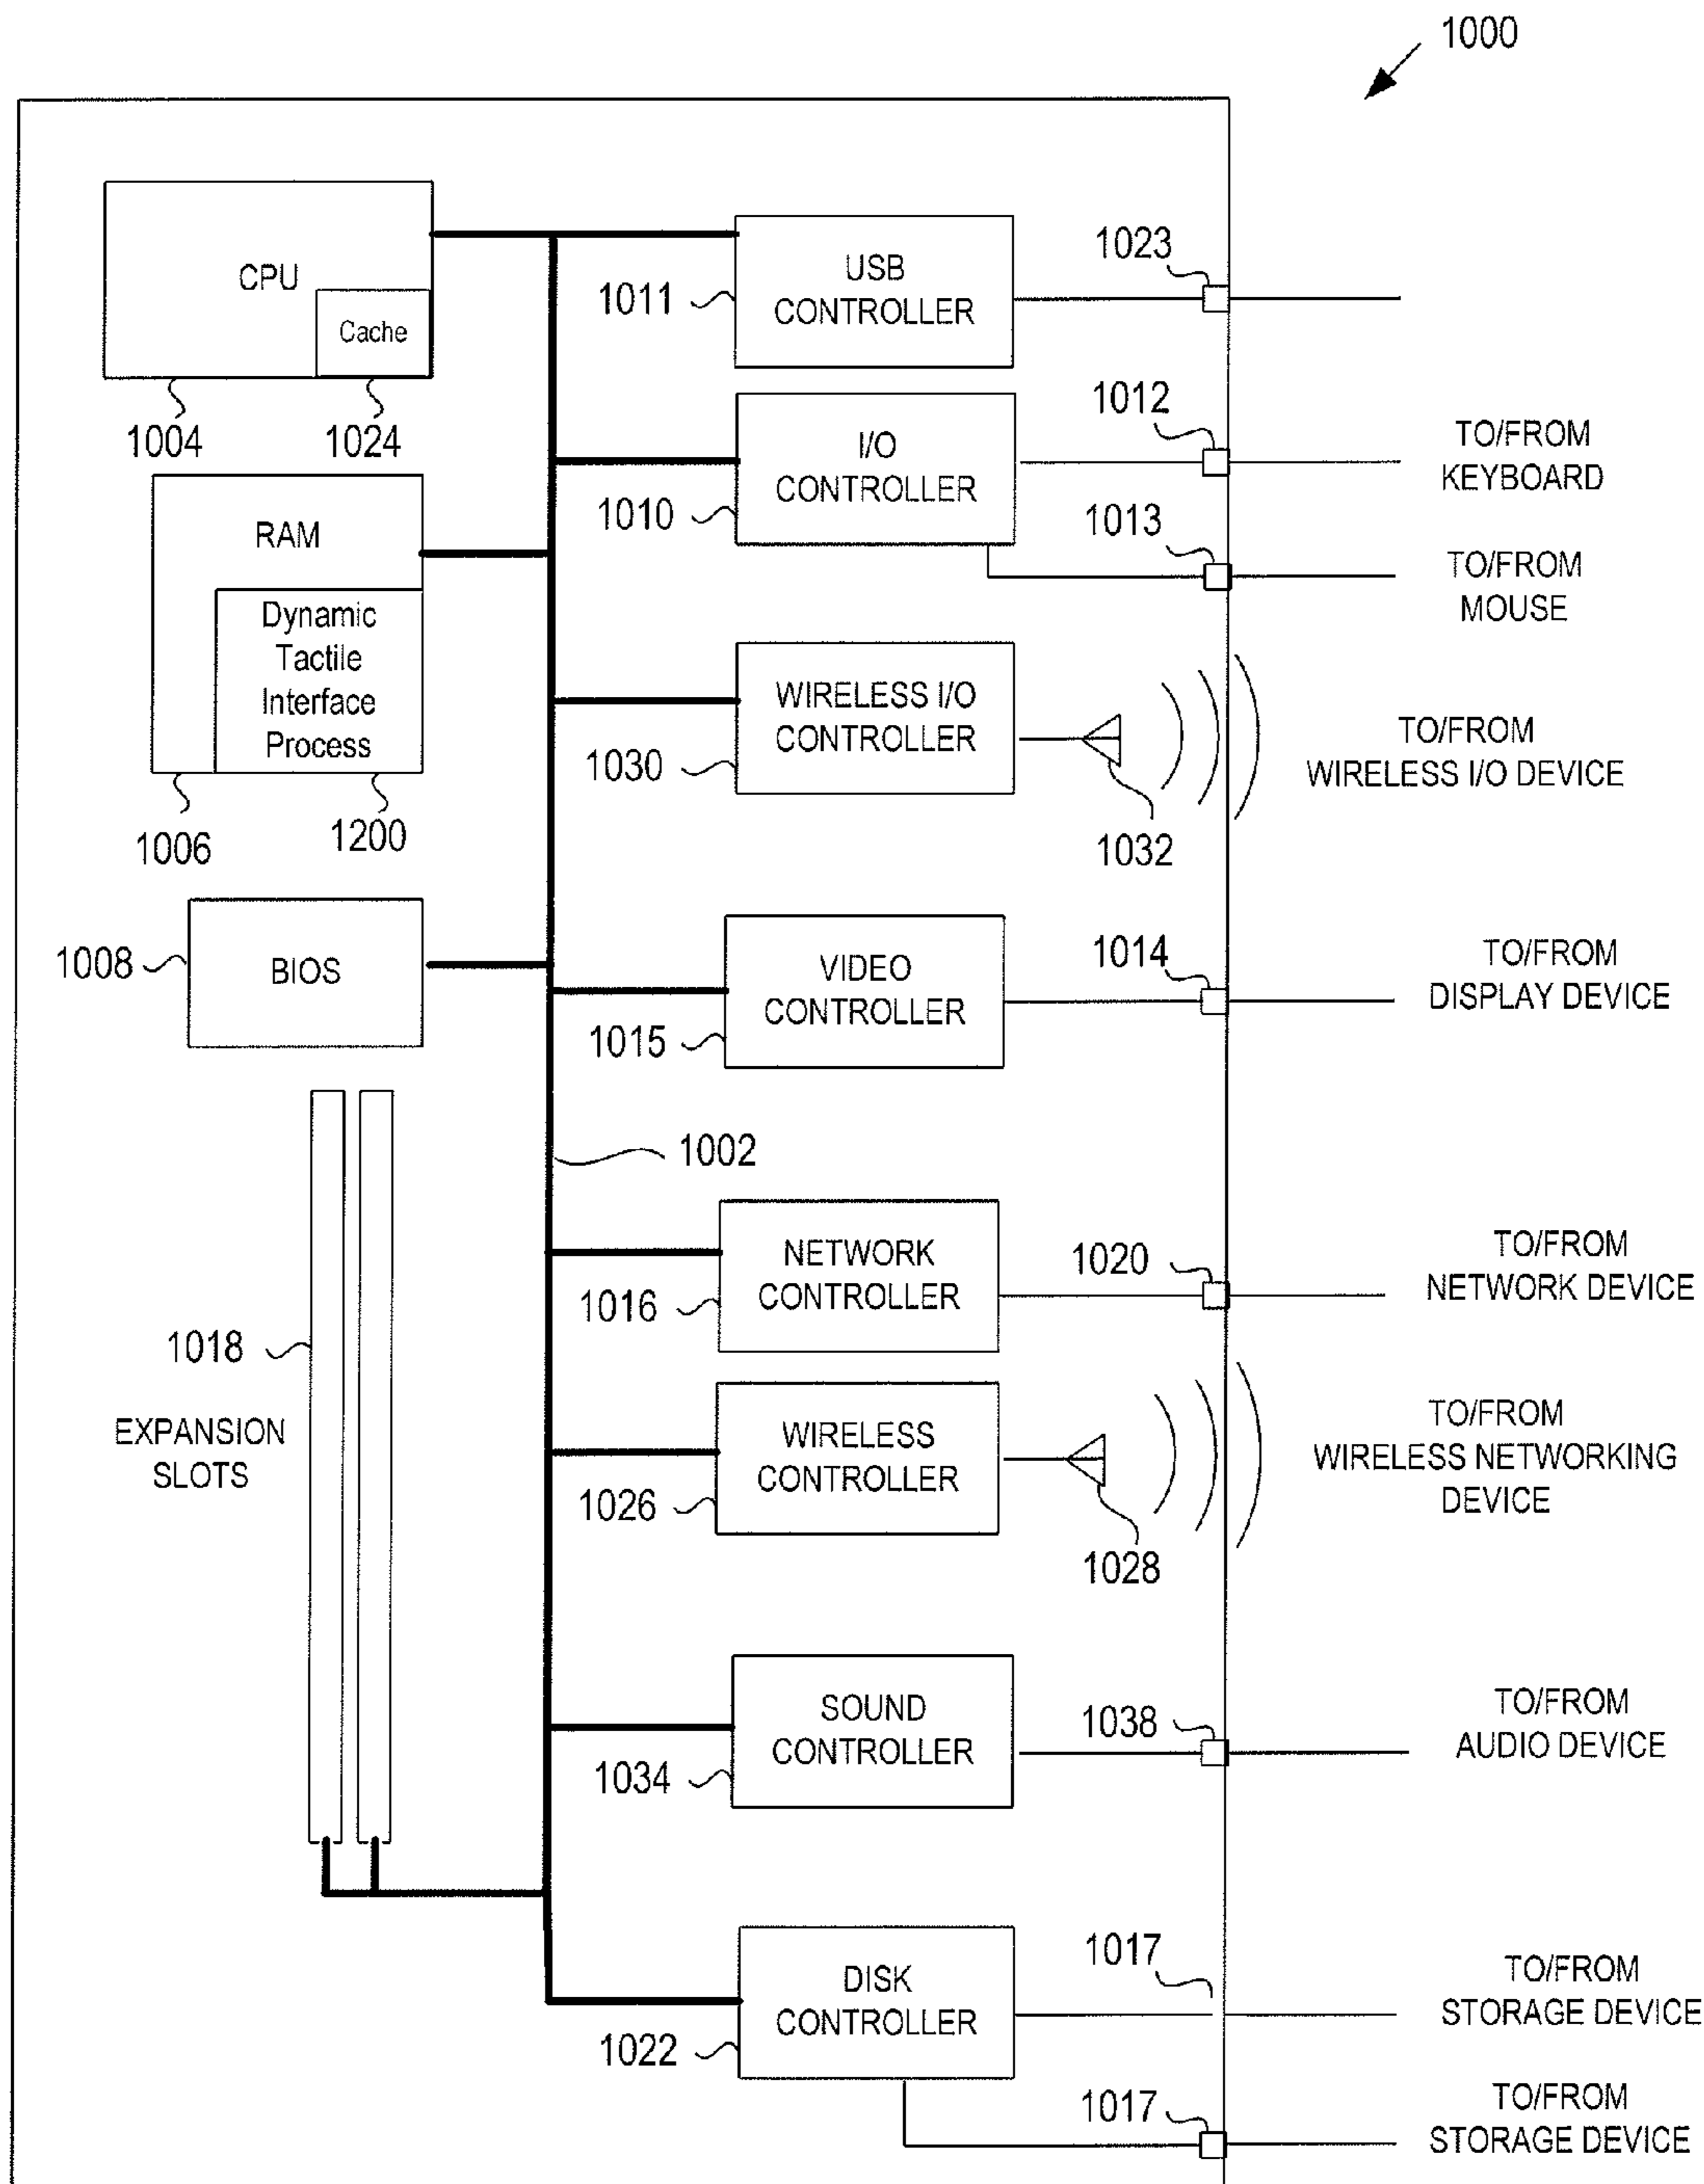 1000
CPU
Cache
1004
1024
USB
CONTROLLER
1011
1023
I/O
CONTROLLER
1010
1012
TO/FROM
KEYBOARD
1013
TO/FROM
MOUSE
RAM
Dynamic
Tactile
Interface
Process
1006
1200
WIRELESS I/O
CONTROLLER
1030
1032
TO/FROM
WIRELESS I/O DEVICE
1008
BIOS
VIDEO
CONTROLLER
1015
1014
TO/FROM
DISPLAY DEVICE
1002
1018
EXPANSION
SLOTS
NETWORK
CONTROLLER
1016
1020
TO/FROM
NETWORK DEVICE
WIRELESS
CONTROLLER
1026
1028
TO/FROM
WIRELESS NETWORKING
DEVICE
SOUND
CONTROLLER
1034
1038
TO/FROM
AUDIO DEVICE
DISK
CONTROLLER
1022
1017
TO/FROM
STORAGE DEVICE
1017
TO/FROM
STORAGE DEVICE